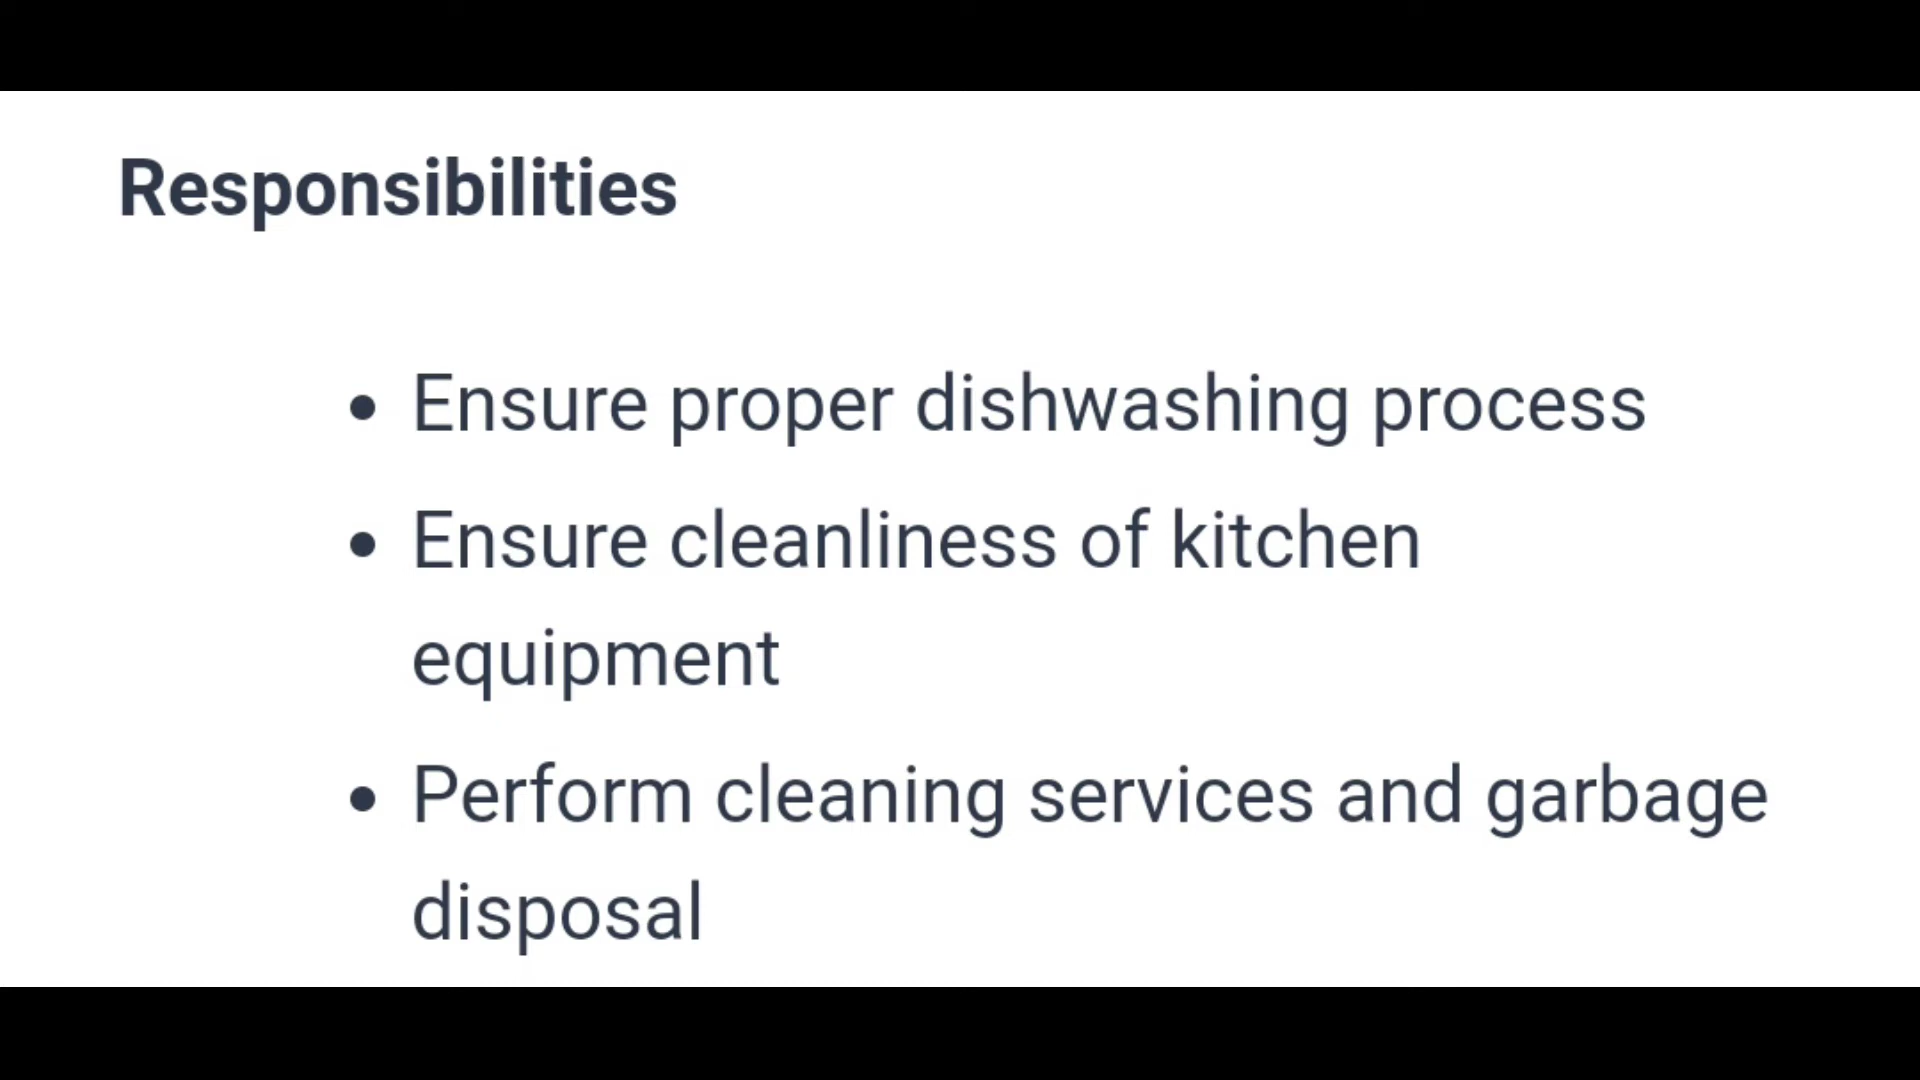 Responsibilities
• Ensure proper dishwashing process
• Ensure cleanliness of kitchen
equipment
• Perform cleaning services and garbage
disposal